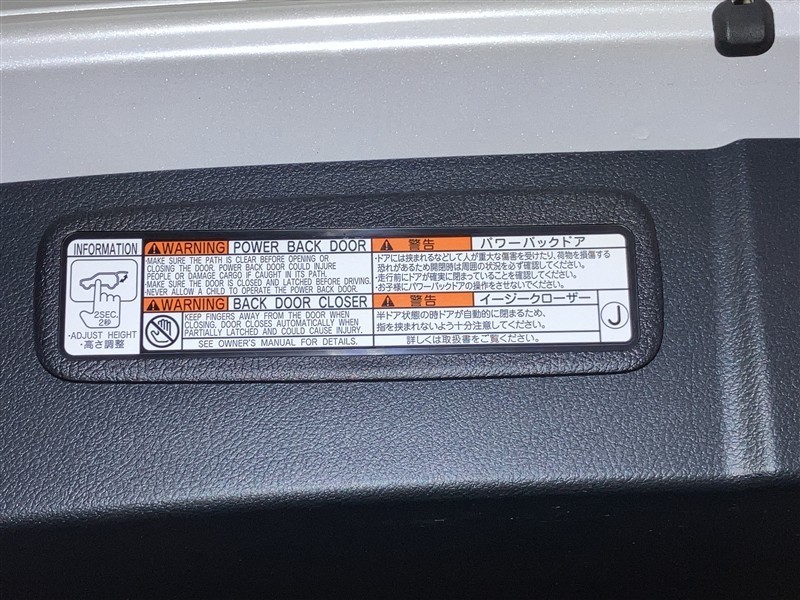 INFORMATION
2SEC.
2秒
・ADJUST HEIGHT
・高さ調整
WARNING POWER BACK DOOR
・MAKE SURE THE PATH IS CLEAR BEFORE OPENING OR
CLOSING THE DOOR. POWER BACK DOOR COULD INJURE
PEOPLE OR DAMAGE CARGO IF CAUGHT IN ITS PATH.
・MAKE SURE THE DOOR IS CLOSED AND LATCHED BEFORE DRIVING.
・NEVER ALLOW A CHILD TO OPERATE THE POWER BACK DOOR.
WARNING BACK DOOR CLOSER
KEEP FINGERS AWAY FROM THE DOOR WHEN
CLOSING. DOOR CLOSES AUTOMATICALLY WHEN
PARTIALLY LATCHED AND COULD CAUSE INJURY.
SEE OWNER'S MANUAL FOR DETAILS.
警告 パワーバックドア
・ドアには挟まれるなどして人が重大な傷害を受けたり、荷物を損傷する
恐れがあるため開閉時は周囲の状況を必ず確認してください。
・走行前にドアが確実に閉まっていることを確認してください。
・お子様にパワーバックドアの操作をさせないでください。
警告 イージークローザー
半ドア状態の時ドアが自動的に閉まるため、
指を挟まれないよう十分注意してください。
詳しくは取扱書をご覧ください。
J